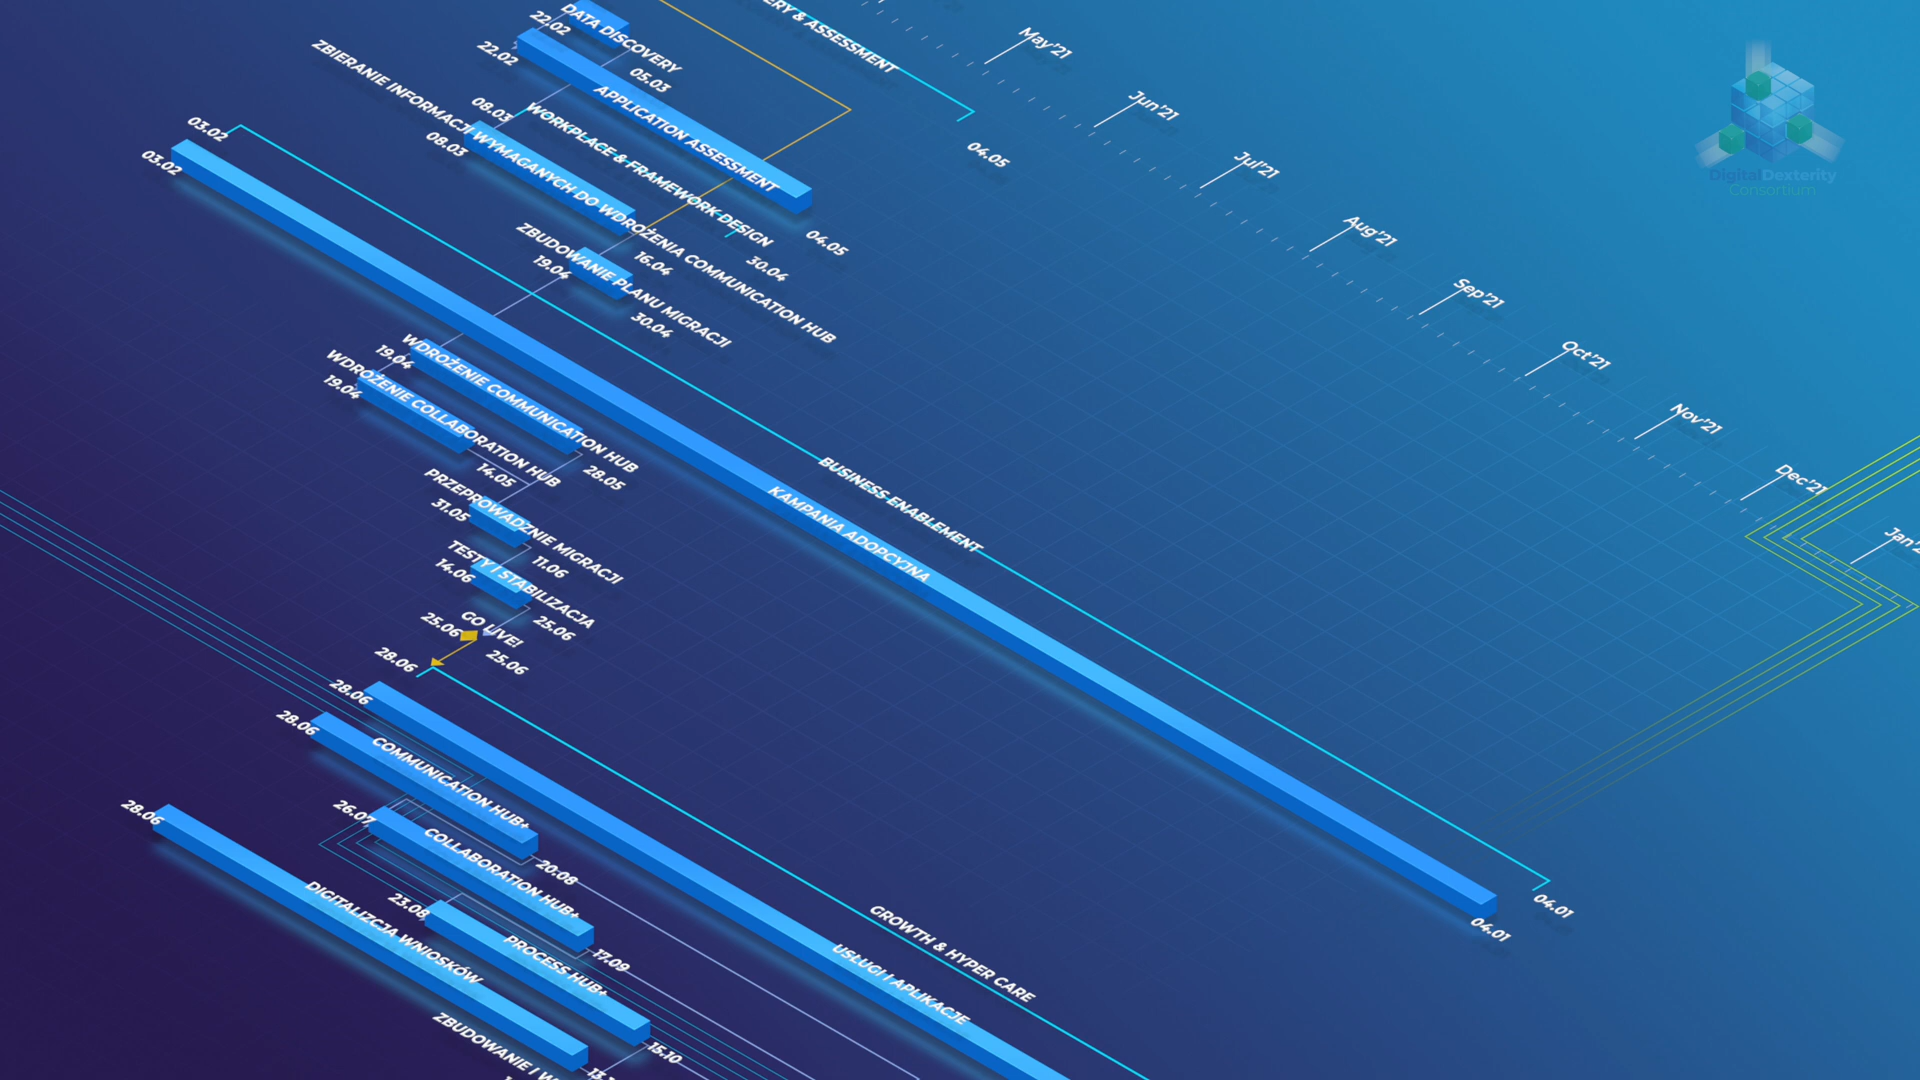 May'21
Jun'21
Jul'21
Aug'21
Sep'21
Oct'21
Nov'21
Dec'21
DigitalDexterity
Consortium
& ASSESSMENT
04.05
22.02
DATA DISCOVERY
05.03
22.02
APPLICATION ASSESSMENT
04.05
08.03
WORKPLACE & FRAMEWORK DESIGN
30.04
ZBIERANIE INFORMACJI WYMAGANYCH DO WDROŻENIA COMMUNICATION HUB
08.03
16.04
ZBUDOWANIE PLANU MIGRACJI
19.04
30.04
03.02
BUSINESS ENABLEMENT
04.01
03.02
KAMPANIA ADOPCYJNA
04.01
WDROŻENIE COMMUNICATION HUB
19.04
28.05
WDROŻENIE COLLABORATION HUB
19.04
14.05
PRZEPROWADZNIE MIGRACJI
31.05
11.06
TESTY I STABILIZACJA
14.06
25.06
GO LIVE!
25.06
25.06
28.06
GROWTH & HYPER CARE
28.06
USŁUGI I APLIKACJE
28.06
COMMUNICATION HUB+
20.08
26.07
COLLABORATION HUB+
17.09
23.08
PROCESS HUB+
15.10
28.06
DIGITALIZCJA WNIOSKÓW
ZBUDOWANIE I